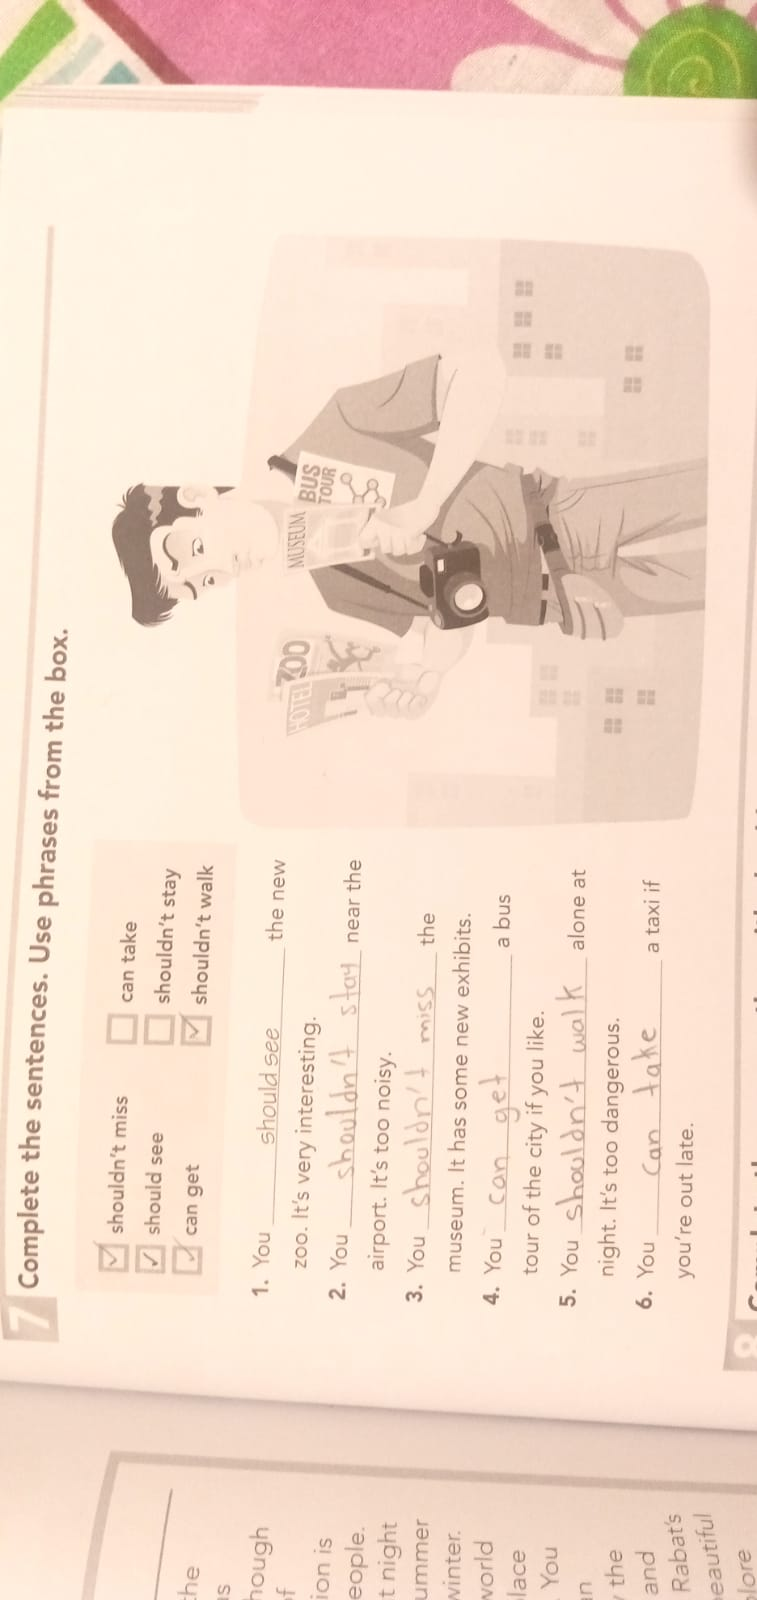 7 Complete the sentences. Use phrases from the box.
shouldn't miss can take
should see shouldn't stay
can get shouldn't walk
1. You should see the new
zoo. It's very interesting.
2. You shouldn't stay near the
airport. It's too noisy.
3. You shouldn't miss the
museum. It has some new exhibits.
4. You can get a bus
tour of the city if you like.
5. You shouldn't walk alone at
night. It's too dangerous.
6. You can take a taxi if
you're out late.
HOTEL
ZOO
MUSEUM
BUS
TOUR
8
the
hough
ion is
eople.
t night
ummer
winter.
world
lace
You
the
and
Rabat's
eautiful
lore